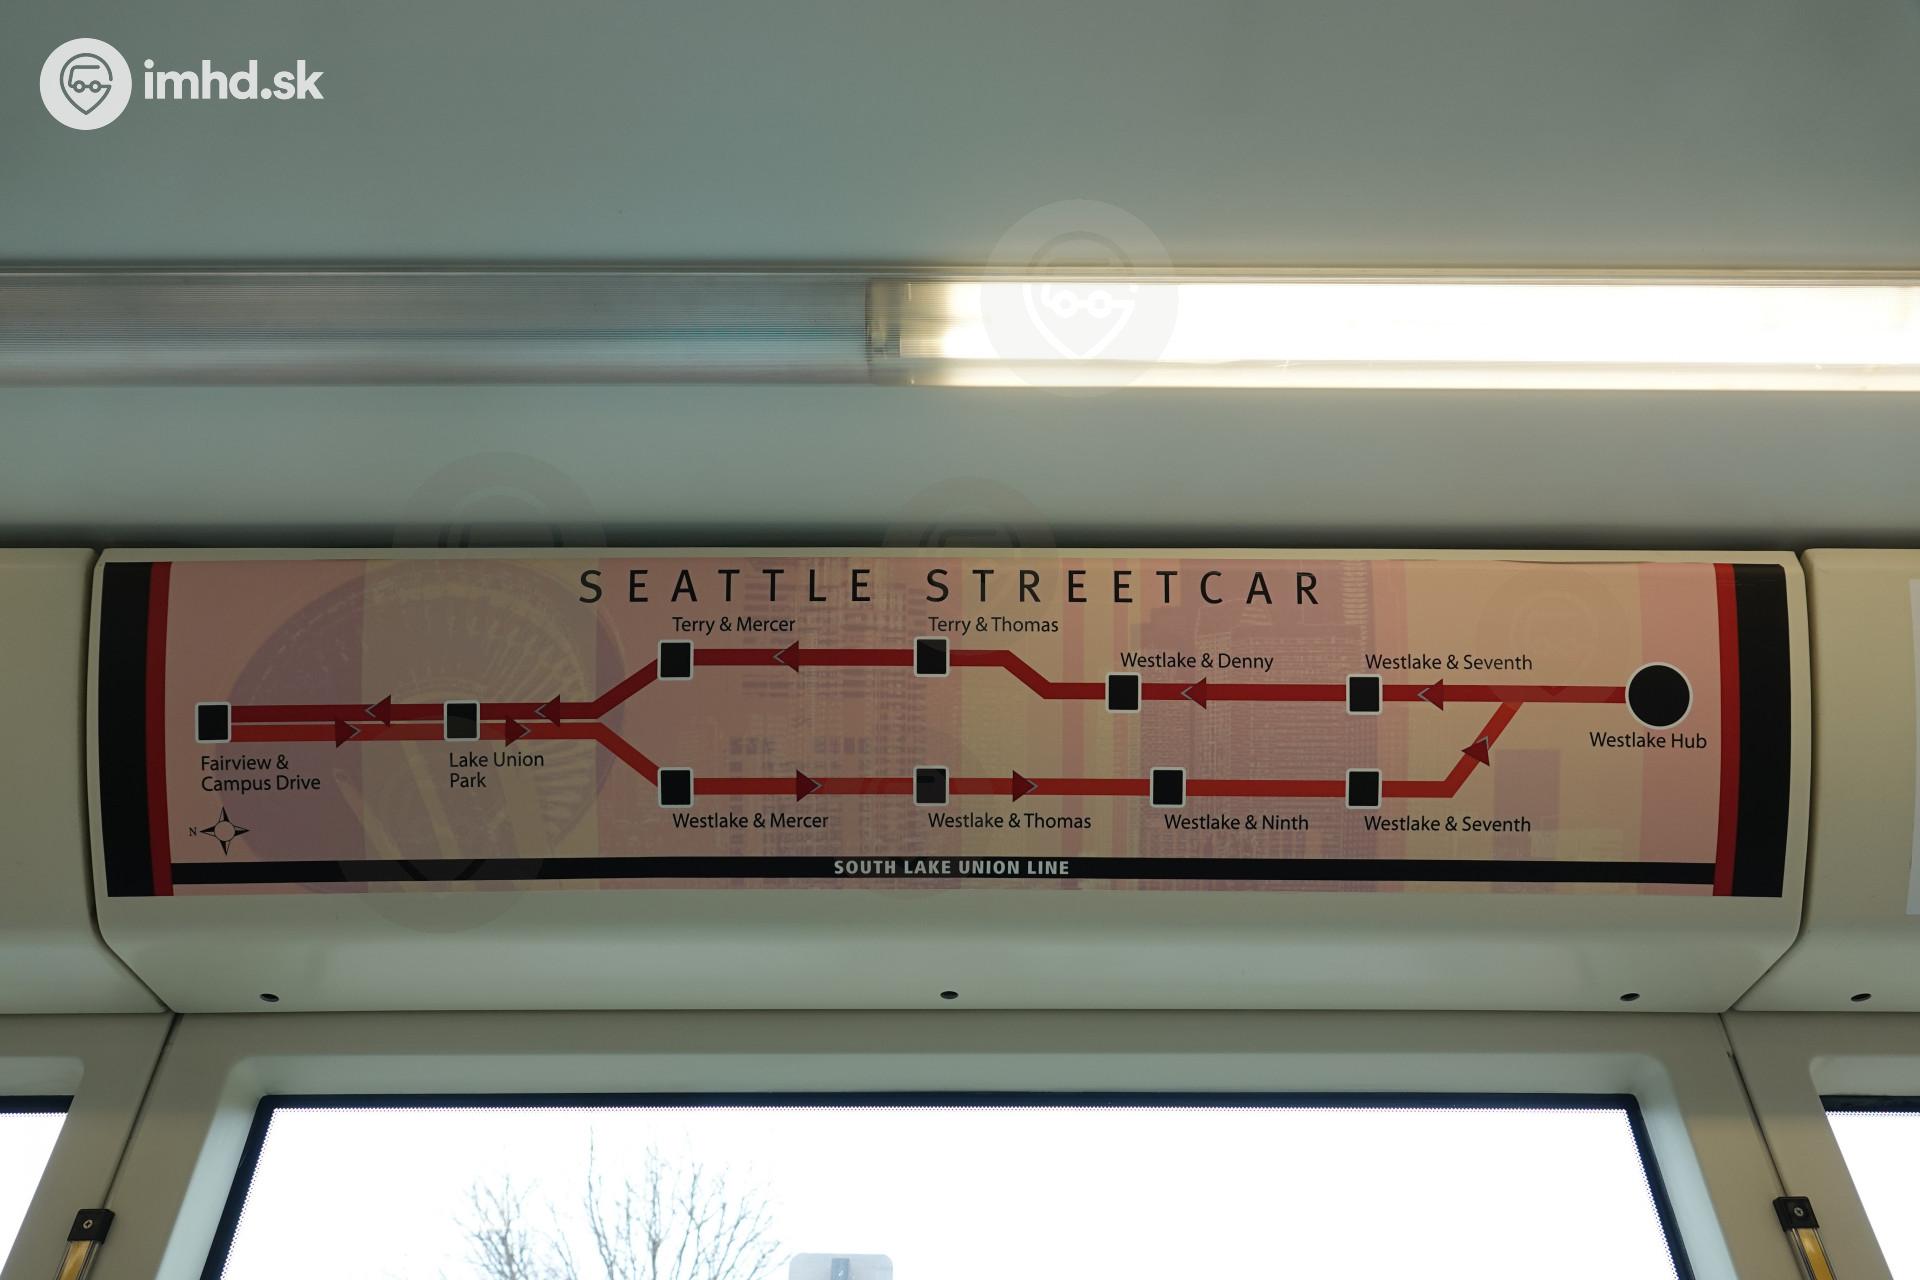 imhd.sk
SEATTLE STREETCAR
Terry & Mercer
Terry & Thomas
Westlake & Denny
Westlake & Seventh
Westlake Hub
Fairview &
Campus Drive
Lake Union
Park
N
Westlake & Mercer
Westlake & Thomas
Westlake & Ninth
Westlake & Seventh
SOUTH LAKE UNION LINE